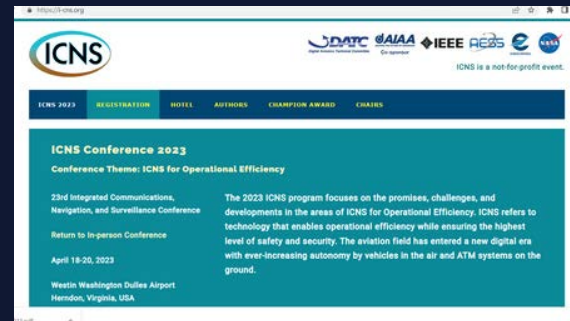 https://i-cns.org
ICNS
DATC
AIAA
IEEE
AESS
NASA
Co-sponsor
ICNS is a not-for-profit event.
ICNS 2023 REGISTRATION HOTEL AUTHORS CHAMPION AWARD CHAIRS
ICNS Conference 2023
Conference Theme: ICNS for Operational Efficiency
23rd Integrated Communications,
Navigation, and Surveillance Conference
Return to In-person Conference
April 18-20, 2023
Westin Washington Dulles Airport
Herndon, Virginia, USA
The 2023 ICNS program focuses on the promises, challenges, and
developments in the areas of ICNS for Operational Efficiency. ICNS refers to
technology that enables operational efficiency while ensuring the highest
level of safety and security. The aviation field has entered a new digital era
with ever-increasing autonomy by vehicles in the air and ATM systems on the
ground.